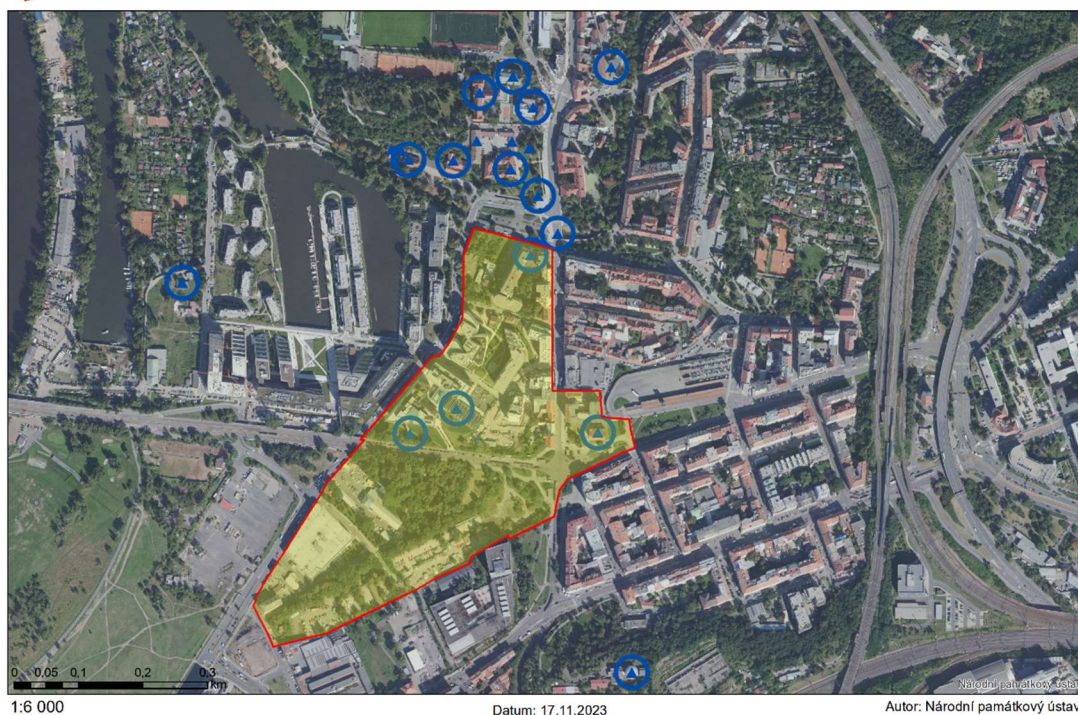 0 0,05 0,1 0,2 0,3
km
Národní památkový ústav
1:6 000
Datum: 17.11.2023
Autor: Národní památkový ústav